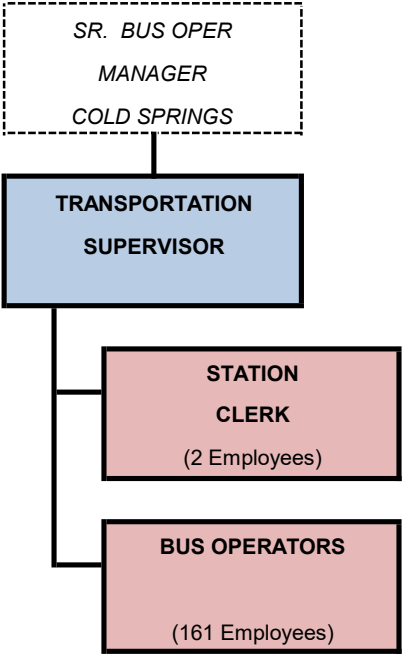 SR. BUS OPER
MANAGER
COLD SPRINGS
TRANSPORTATION
SUPERVISOR
STATION
CLERK
(2 Employees)
BUS OPERATORS
(161 Employees)